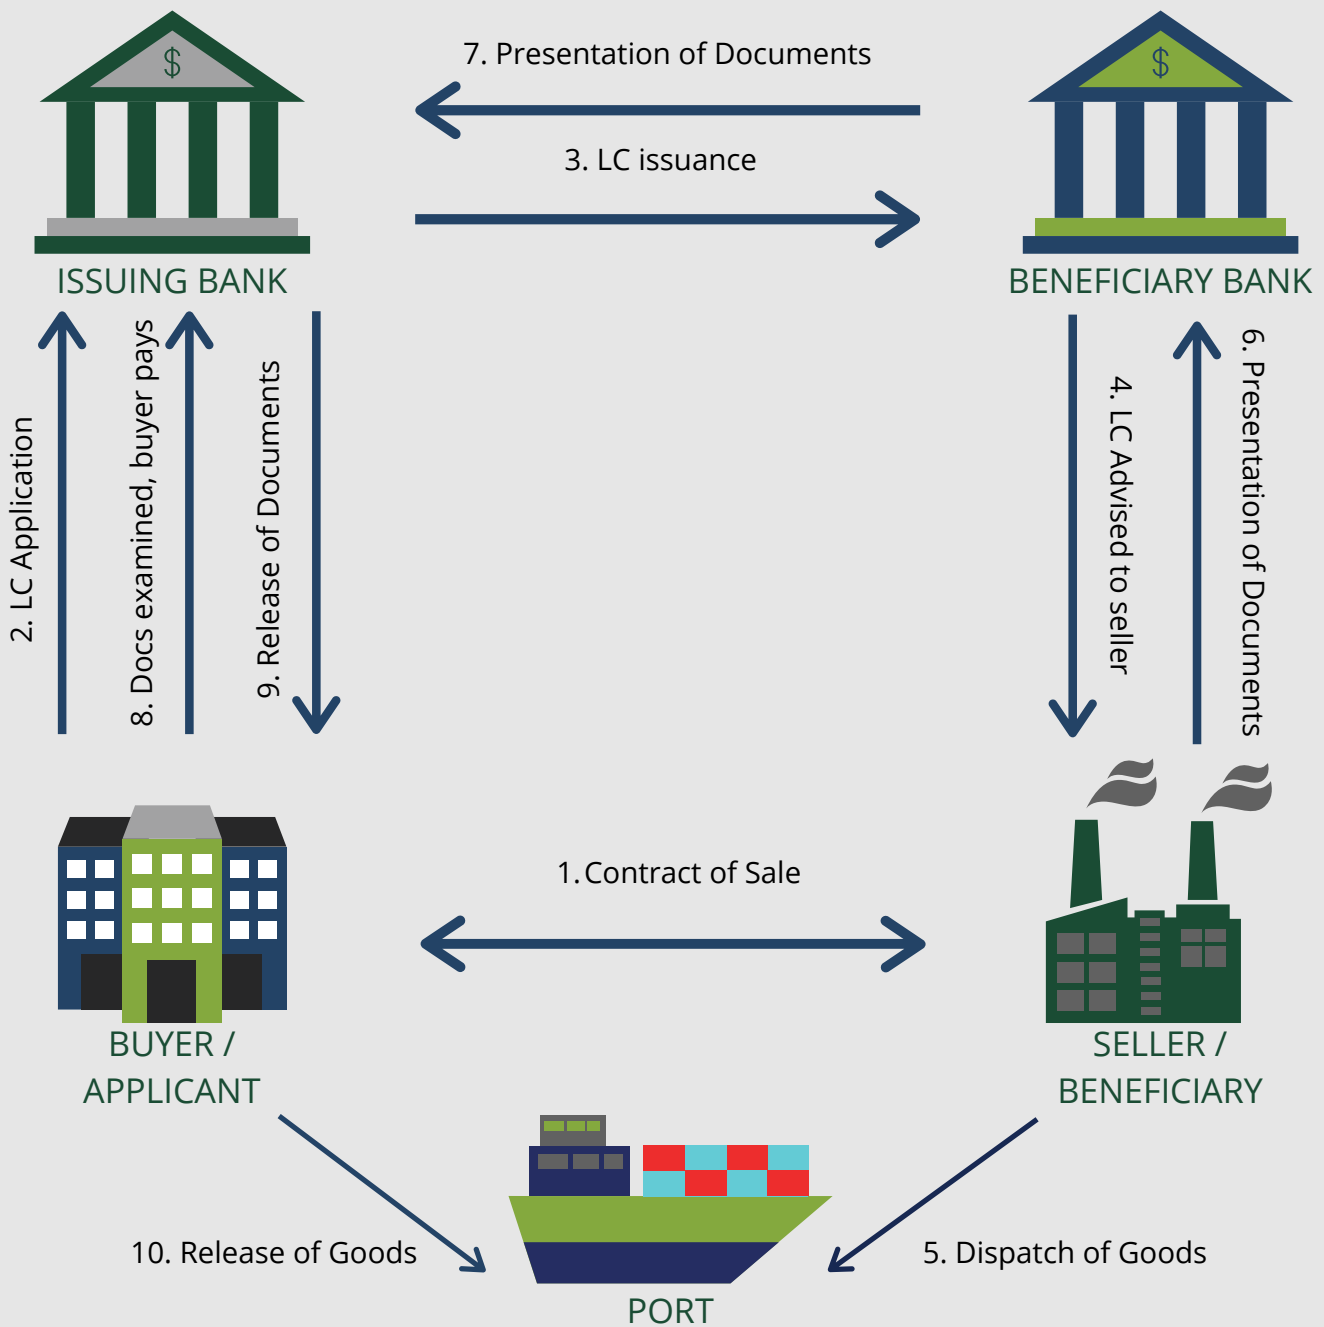 $
$
7. Presentation of Documents
3. LC issuance
ISSUING BANK
BENEFICIARY BANK
2. LC Application
8. Docs examined, buyer pays
9. Release of Documents
4. LC Advised to seller
6. Presentation of Documents
1. Contract of Sale
BUYER /
APPLICANT
SELLER /
BENEFICIARY
10. Release of Goods
5. Dispatch of Goods
PORT